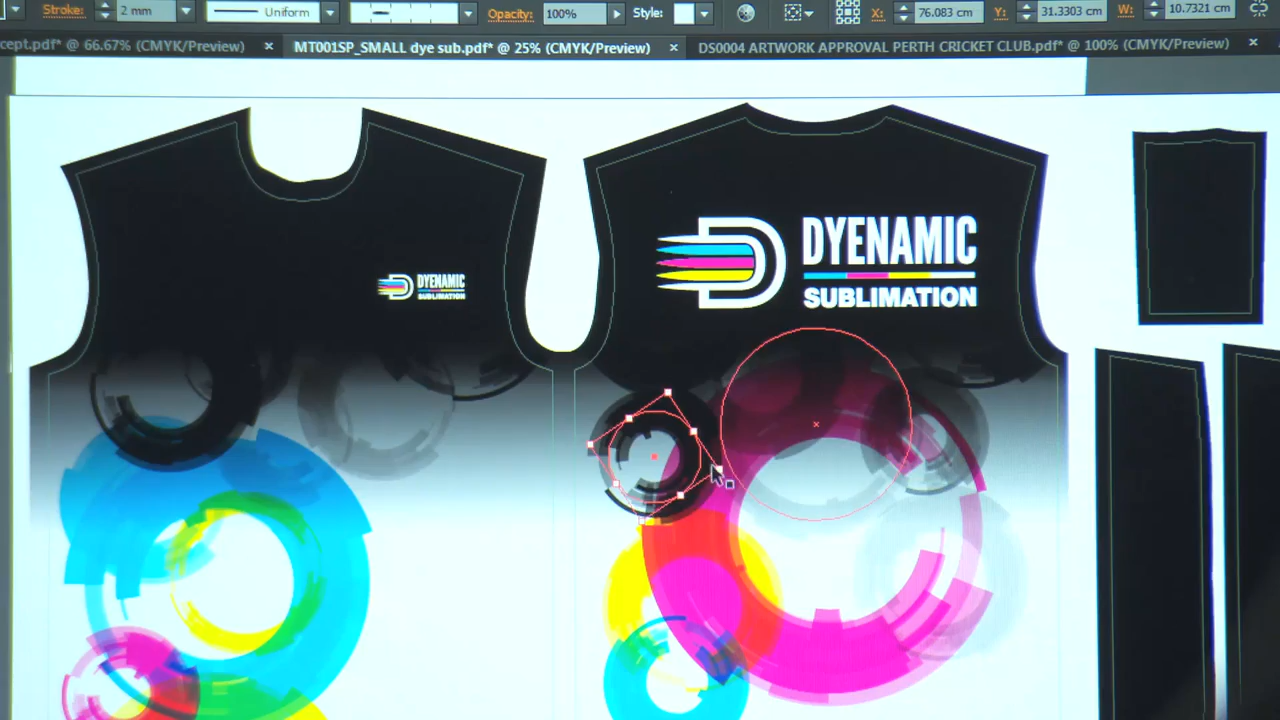 Stroke: 2 mm Uniform Opacity: 100% Style: X: 76.083 cm Y: 31.3303 cm W: 10.7321 cm
cept.pdf* @ 66.67% (CMYK/Preview) × MT001SP_SMALL dye sub.pdf* @ 25% (CMYK/Preview) × DS0004 ARTWORK APPROVAL PERTH CRICKET CLUB.pdf* @ 100% (CMYK/Preview) ×
DYENAMIC
SUBLIMATION
DYENAMIC
SUBLIMATION